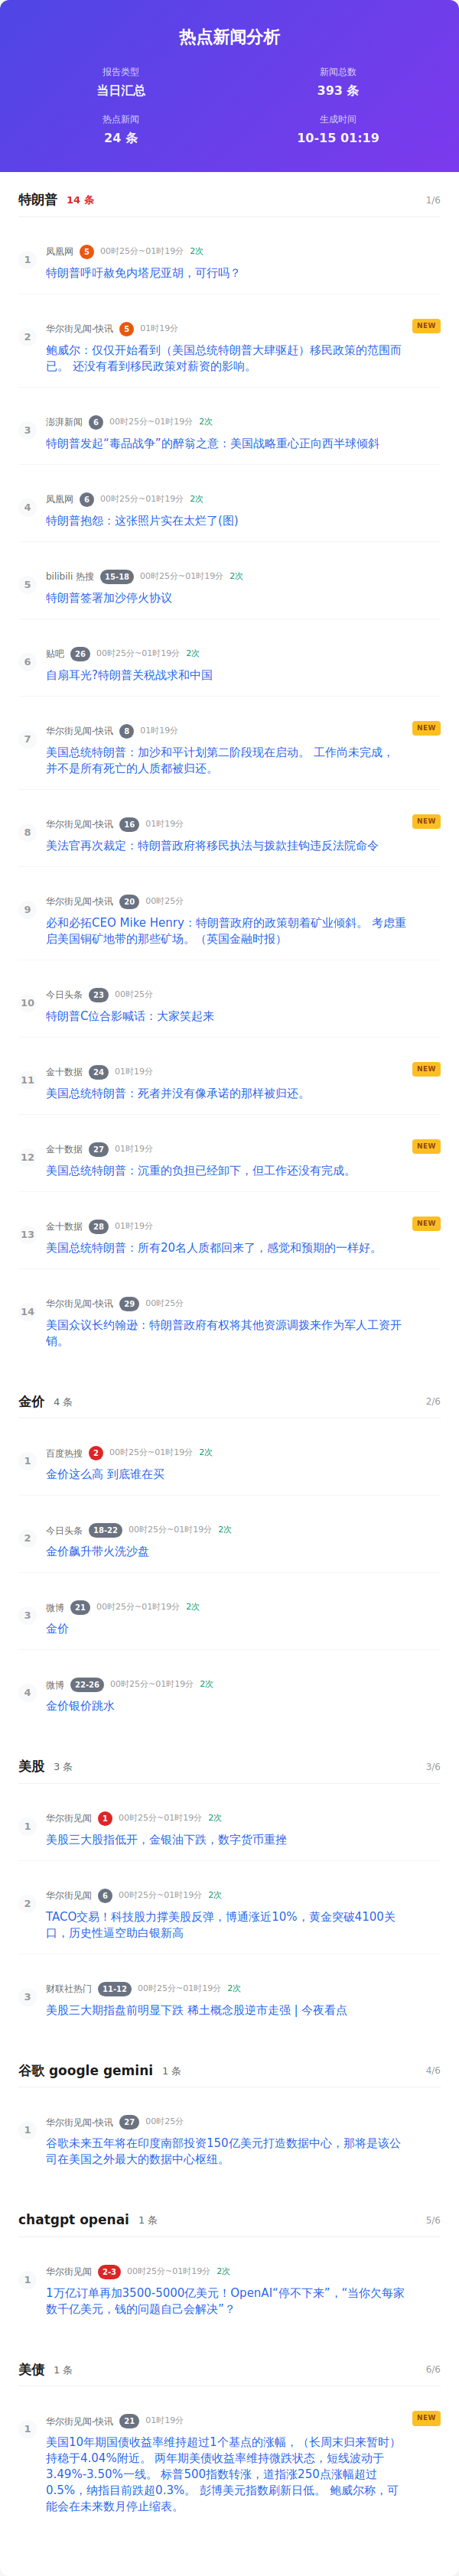 热点新闻分析
报告类型 新闻总数
当日汇总 393 条
热点新闻 生成时间
24 条 10-15 01:19
特朗普 14 条 1/6
1 凤凰网 5 00时25分~01时19分 2次
特朗普呼吁赦免内塔尼亚胡，可行吗？
2 华尔街见闻-快讯 5 01时19分 NEW
鲍威尔：仅仅开始看到（美国总统特朗普大肆驱赶）移民政策的范围而
已。 还没有看到移民政策对薪资的影响。
3 澎湃新闻 6 00时25分~01时19分 2次
特朗普发起“毒品战争”的醉翁之意：美国战略重心正向西半球倾斜
4 凤凰网 6 00时25分~01时19分 2次
特朗普抱怨：这张照片实在太烂了(图)
5 bilibili 热搜 15-18 00时25分~01时19分 2次
特朗普签署加沙停火协议
6 贴吧 26 00时25分~01时19分 2次
自扇耳光?特朗普关税战求和中国
7 华尔街见闻-快讯 8 01时19分 NEW
美国总统特朗普：加沙和平计划第二阶段现在启动。 工作尚未完成，
并不是所有死亡的人质都被归还。
8 华尔街见闻-快讯 16 01时19分 NEW
美法官再次裁定：特朗普政府将移民执法与拨款挂钩违反法院命令
9 华尔街见闻-快讯 20 00时25分
必和必拓CEO Mike Henry：特朗普政府的政策朝着矿业倾斜。 考虑重
启美国铜矿地带的那些矿场。（英国金融时报）
10 今日头条 23 00时25分
特朗普C位合影喊话：大家笑起来
11 金十数据 24 01时19分 NEW
美国总统特朗普：死者并没有像承诺的那样被归还。
12 金十数据 27 01时19分 NEW
美国总统特朗普：沉重的负担已经卸下，但工作还没有完成。
13 金十数据 28 01时19分 NEW
美国总统特朗普：所有20名人质都回来了，感觉和预期的一样好。
14 华尔街见闻-快讯 29 00时25分
美国众议长约翰逊：特朗普政府有权将其他资源调拨来作为军人工资开
销。
金价 4 条 2/6
1 百度热搜 2 00时25分~01时19分 2次
金价这么高 到底谁在买
2 今日头条 18-22 00时25分~01时19分 2次
金价飙升带火洗沙盘
3 微博 21 00时25分~01时19分 2次
金价
4 微博 22-26 00时25分~01时19分 2次
金价银价跳水
美股 3 条 3/6
1 华尔街见闻 1 00时25分~01时19分 2次
美股三大股指低开，金银油下跌，数字货币重挫
2 华尔街见闻 6 00时25分~01时19分 2次
TACO交易！科技股力撑美股反弹，博通涨近10%，黄金突破4100关
口，历史性逼空助白银新高
3 财联社热门 11-12 00时25分~01时19分 2次
美股三大期指盘前明显下跌 稀土概念股逆市走强 | 今夜看点
谷歌 google gemini 1 条 4/6
1 华尔街见闻-快讯 27 00时25分
谷歌未来五年将在印度南部投资150亿美元打造数据中心，那将是该公
司在美国之外最大的数据中心枢纽。
chatgpt openai 1 条 5/6
1 华尔街见闻 2-3 00时25分~01时19分 2次
1万亿订单再加3500-5000亿美元！OpenAI“停不下来”，“当你欠每家
数千亿美元，钱的问题自己会解决”？
美债 1 条 6/6
1 华尔街见闻-快讯 21 01时19分 NEW
美国10年期国债收益率维持超过1个基点的涨幅，（长周末归来暂时）
持稳于4.04%附近。 两年期美债收益率维持微跌状态，短线波动于
3.49%-3.50%一线。 标普500指数转涨，道指涨250点涨幅超过
0.5%，纳指目前跌超0.3%。 彭博美元指数刷新日低。 鲍威尔称，可
能会在未来数月停止缩表。